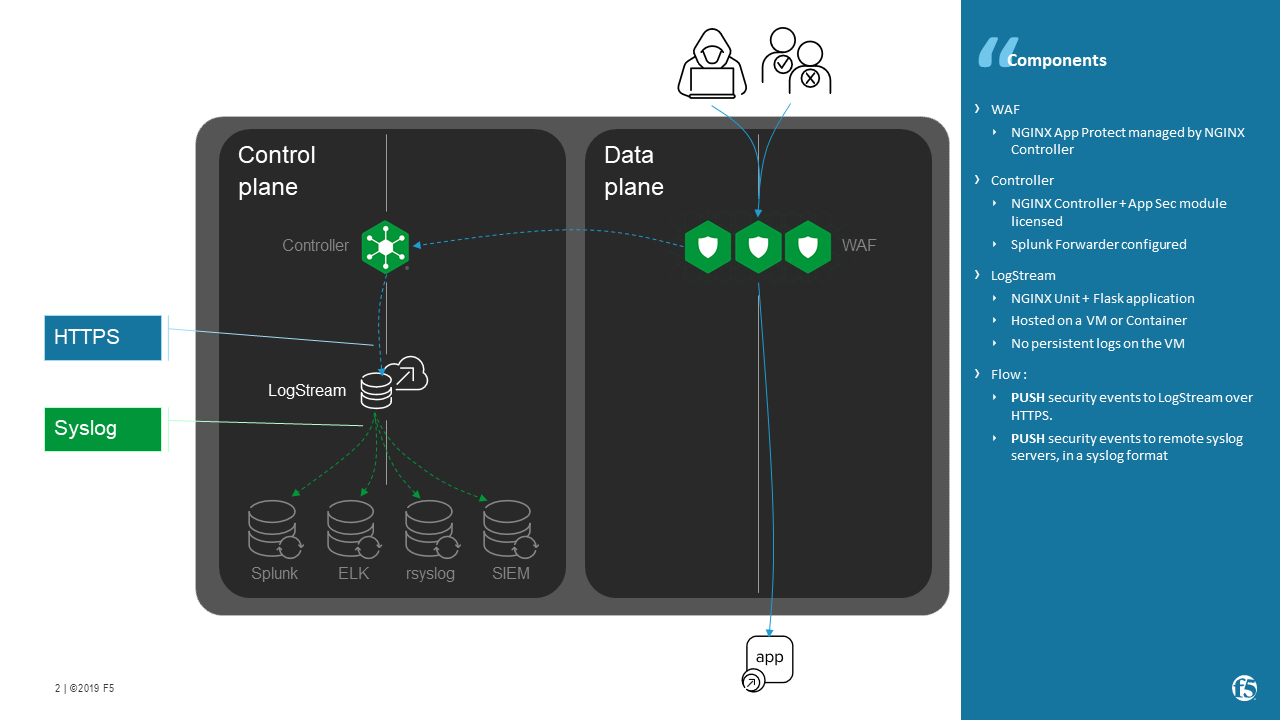 Control
plane
Data
plane
Controller
WAF
HTTPS
LogStream
Syslog
Splunk
ELK
rsyslog
SIEM
app
2 | ©2019 F5
“Components
› WAF
NGINX App Protect managed by NGINX
Controller
› Controller
NGINX Controller + App Sec module
licensed
Splunk Forwarder configured
› LogStream
NGINX Unit + Flask application
Hosted on a VM or Container
No persistent logs on the VM
› Flow :
PUSH security events to LogStream over
HTTPS.
PUSH security events to remote syslog
servers, in a syslog format
f5